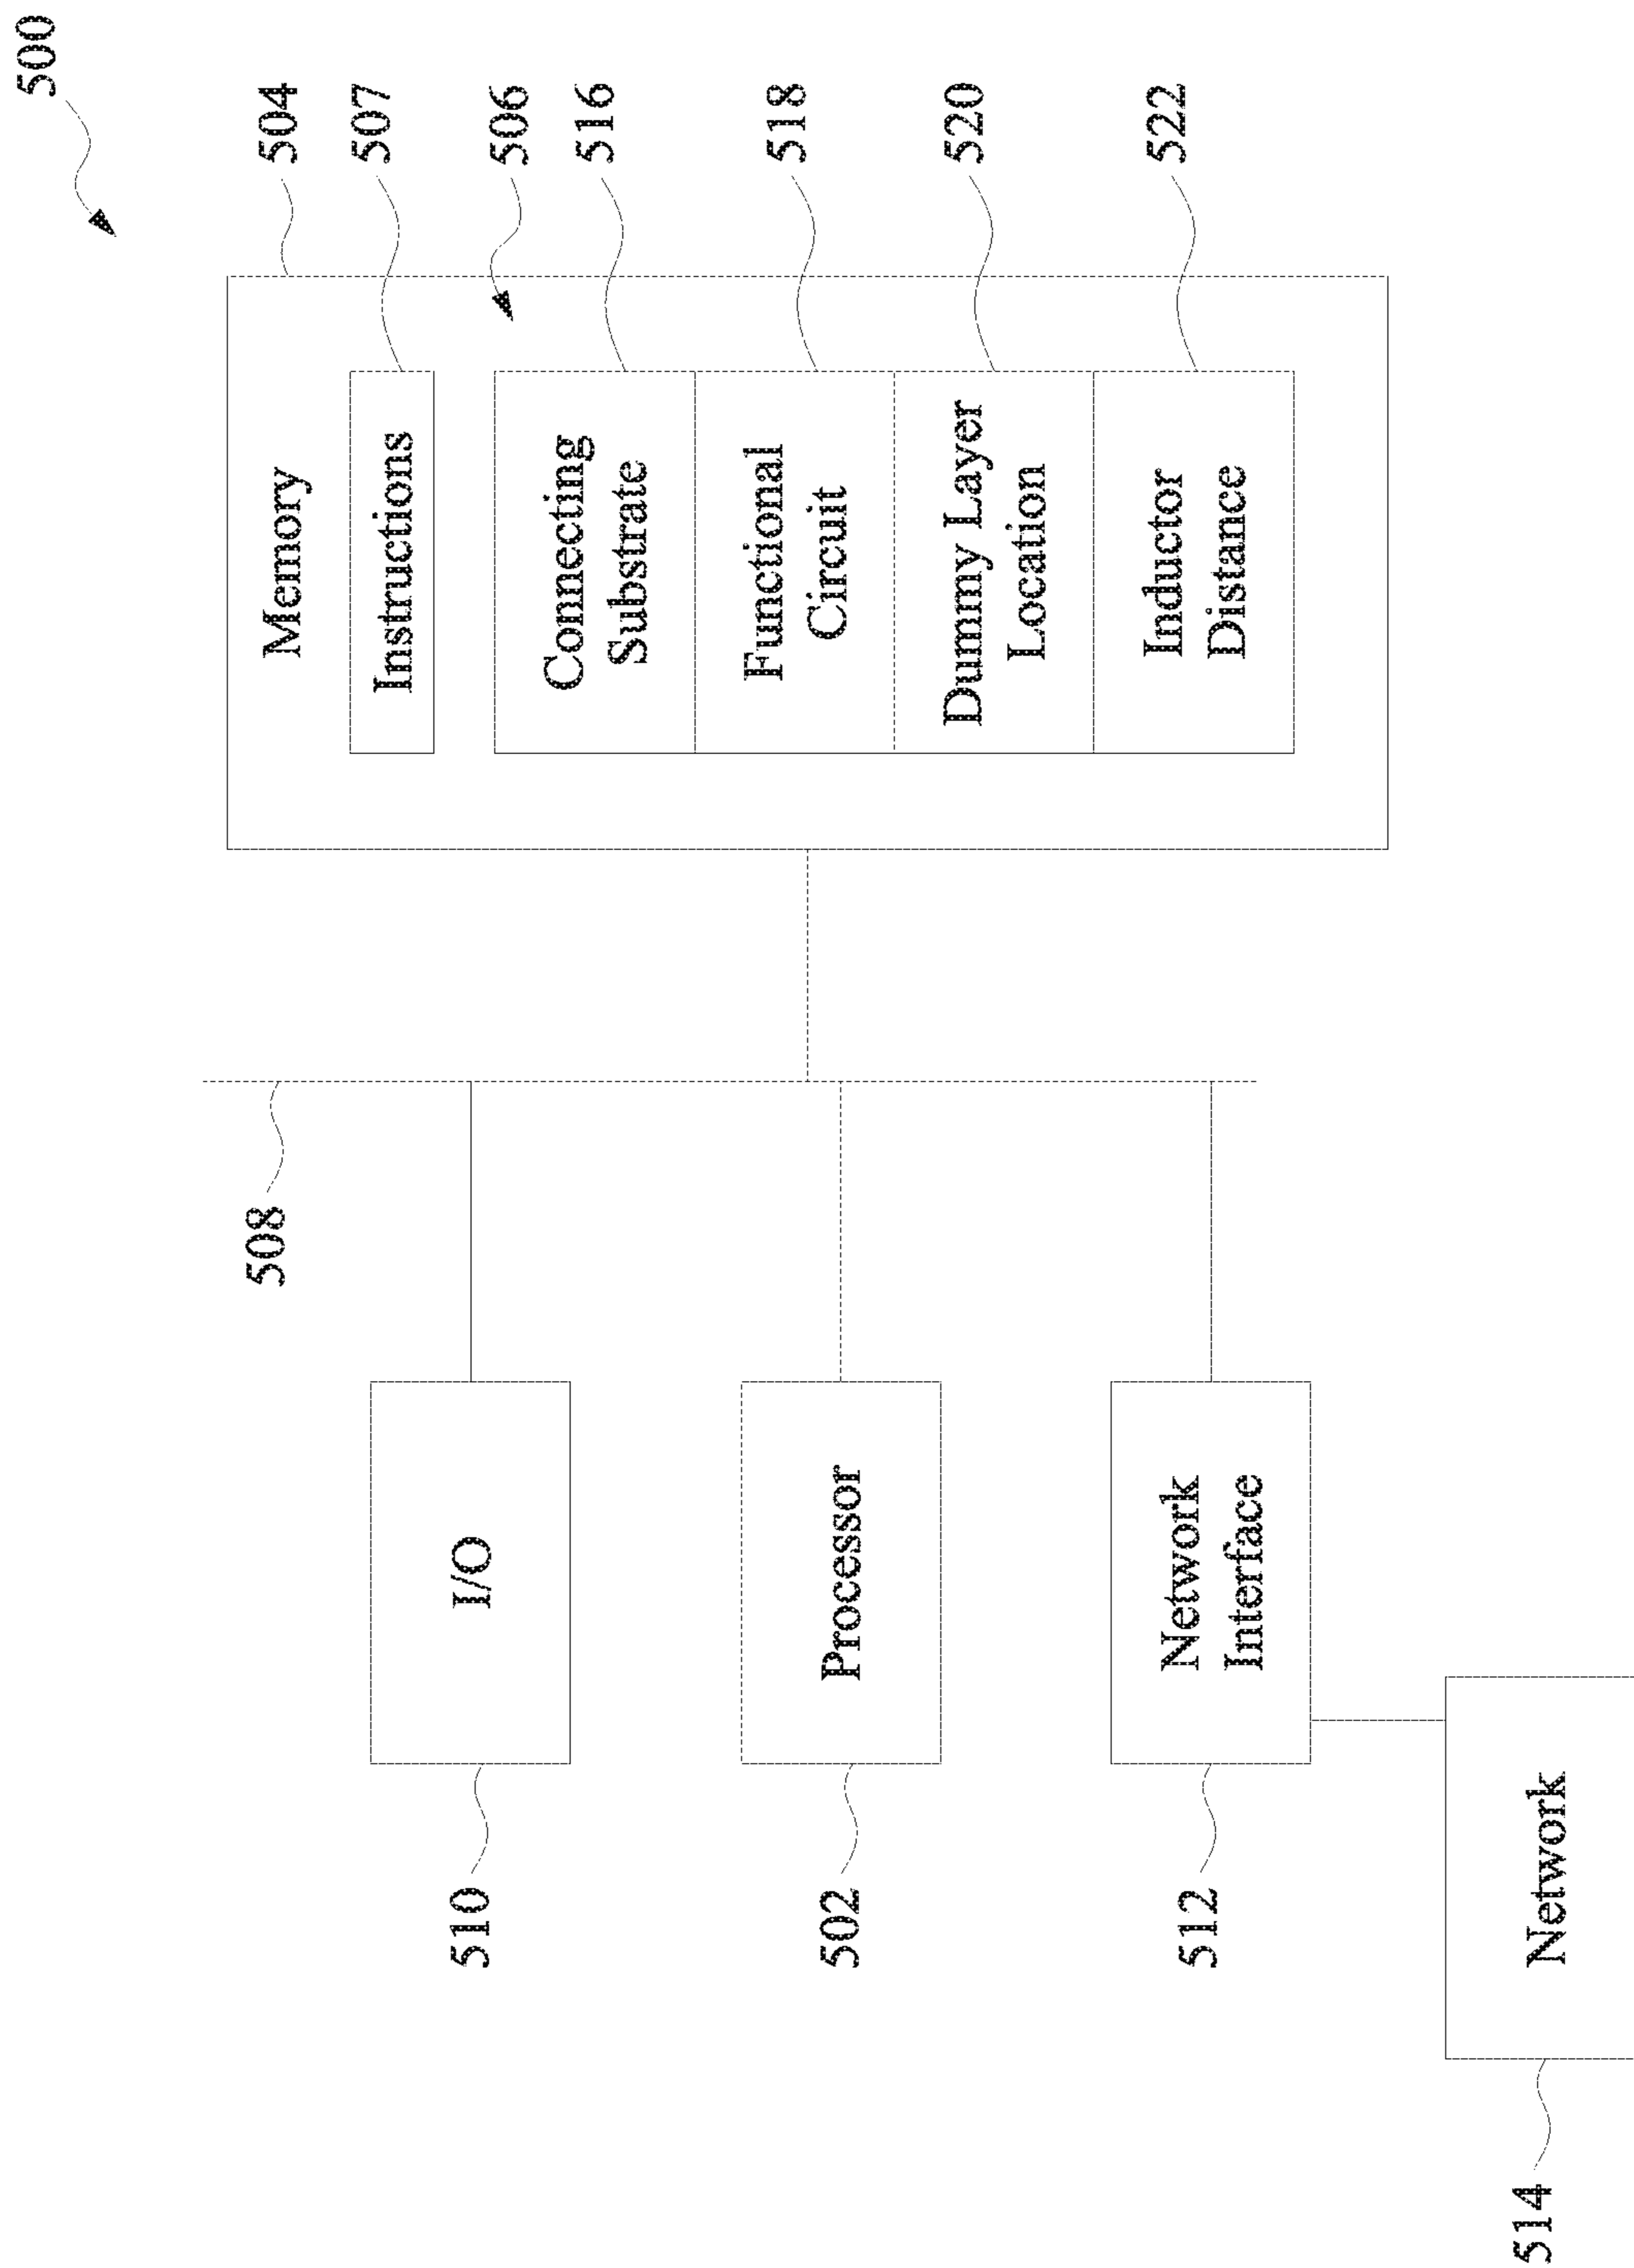 500
510
I/O
508
Memory
504
Instructions
507
506
502
Processor
Connecting
Substrate
516
Functional
Circuit
518
512
Network
Interface
Dummy Layer
Location
520
Inductor
Distance
522
514
Network